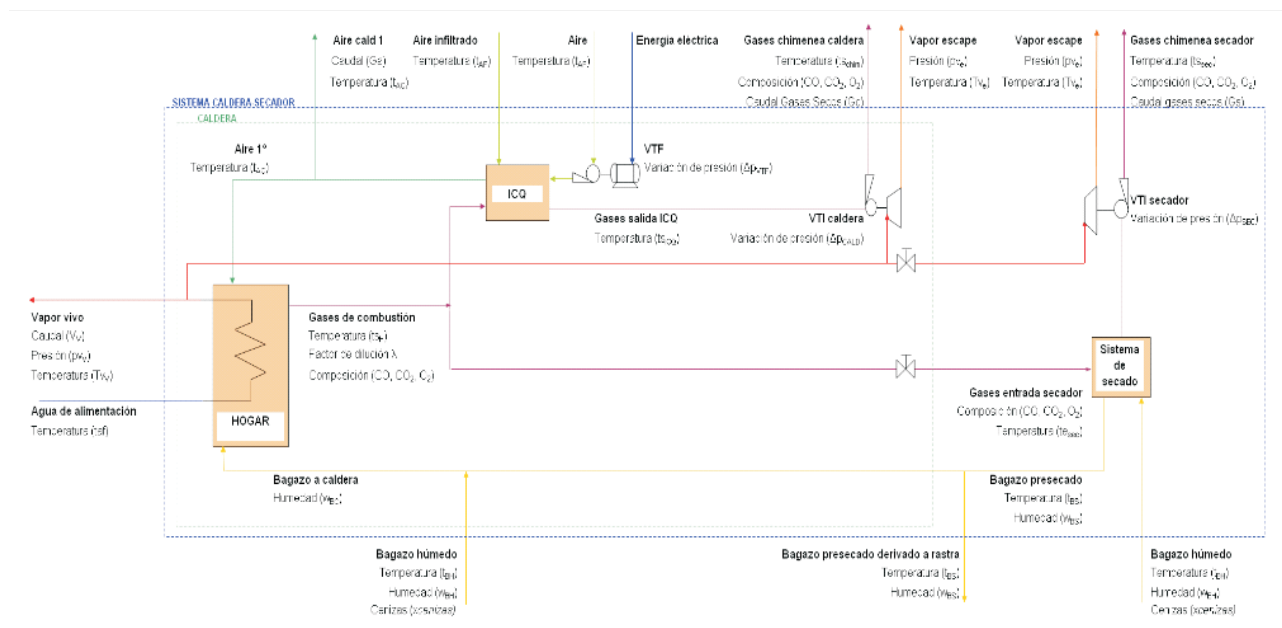 Aire cald 1
Caudal (Ga)
Temperatura (tAC)
Aire infiltrado
Temperatura (tAF)
Aire
Temperatura (tAF)
Energía eléctrica
Gases chimenea caldera
Temperatura (tschim)
Composición (CO, CO2, O2)
Caudal Gases Secos (Gc)
Vapor escape
Presión (pve)
Temperatura (Tve)
Vapor escape
Presión (pve)
Temperatura (Tve)
Gases chimenea secador
Temperatura (tssec)
Composición (CO, CO2, O2)
Caudal gases secos (Gs)
SISTEMA CALDERA-SECADOR
CALDERA
Aire 1º
Temperatura (tAC)
ICQ
VTF
Variación de presión (ΔpVTF)
Gases salida ICQ
Temperatura (tsICQ)
VTI caldera
Variación de presión (ΔpCALD)
VTI secador
Variación de presión (ΔpSEC)
Vapor vivo
Caudal (VV)
Presión (pvV)
Temperatura (TvV)
Agua de alimentación
Temperatura (tsf)
HOGAR
Gases de combustión
Temperatura (tsH)
Factor de dilución λ
Composición (CO, CO2, O2)
Sistema
de
secado
Gases entrada secador
Composición (CO, CO2, O2)
Temperatura (tesec)
Bagazo a caldera
Humedad (wBC)
Bagazo presecado
Temperatura (tBS)
Humedad (wBS)
Bagazo húmedo
Temperatura (tBH)
Humedad (wBH)
Cenizas (xcenizas)
Bagazo presecado derivado a rastra
Temperatura (tBS)
Humedad (wBS)
Bagazo húmedo
Temperatura (tBH)
Humedad (wBH)
Cenizas (xcenizas)